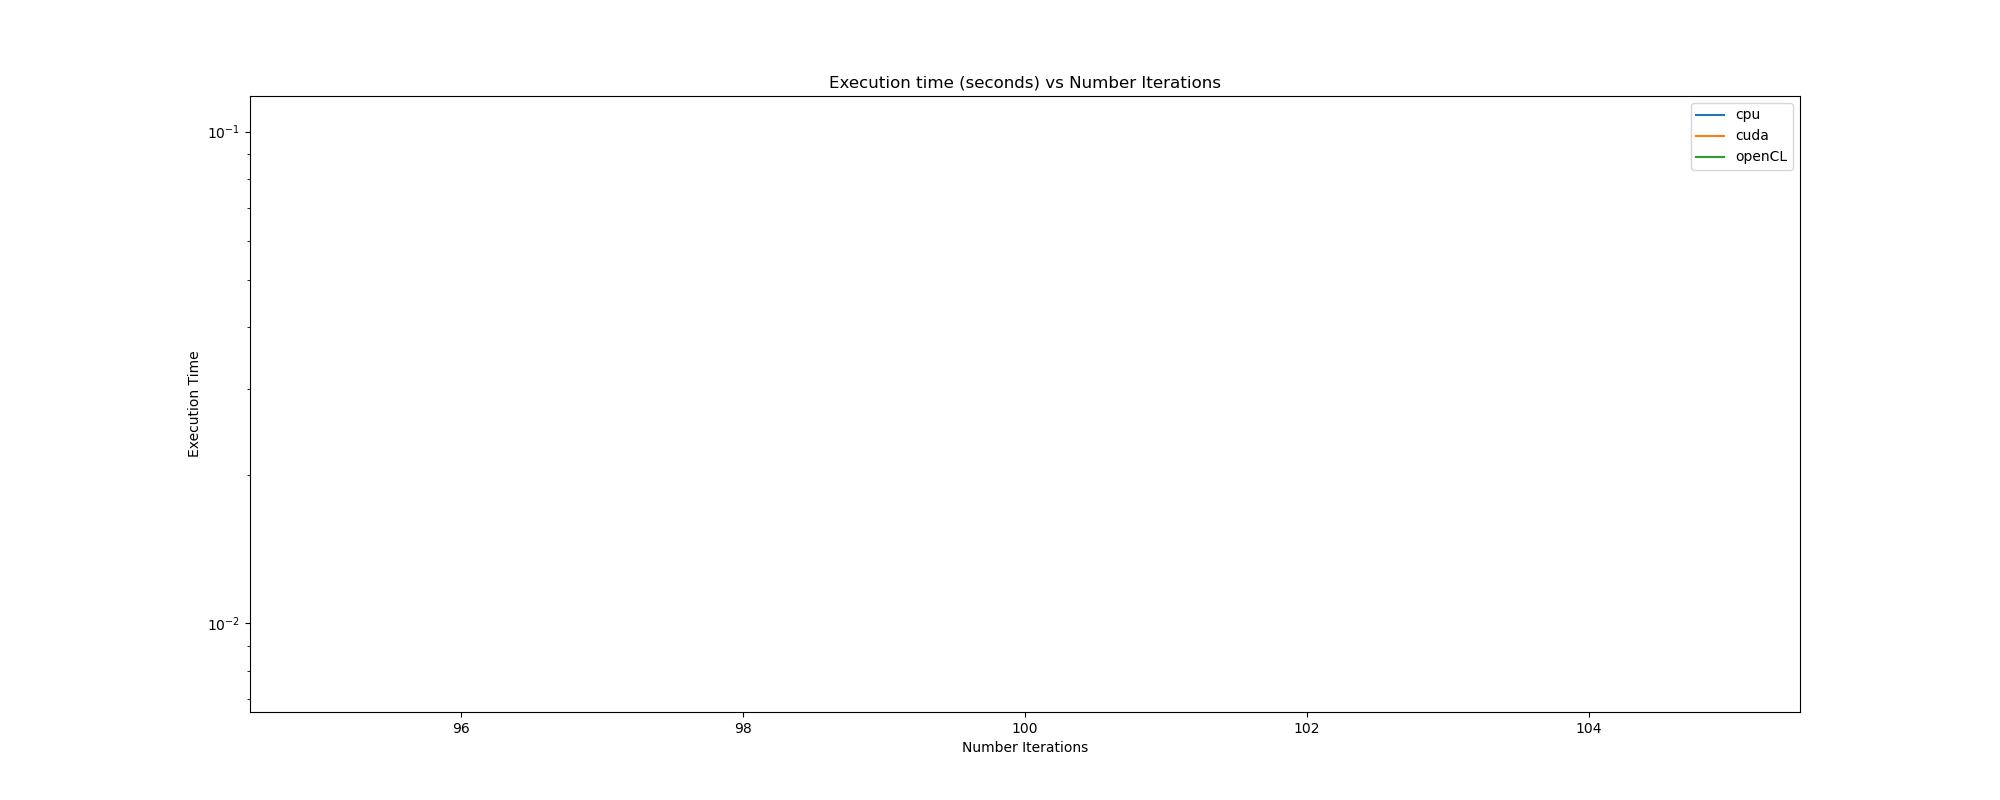 Execution time (seconds) vs Number Iterations
cpu
cuda
openCL
10⁻¹
10⁻²
Execution Time
96 98 100 102 104
Number Iterations